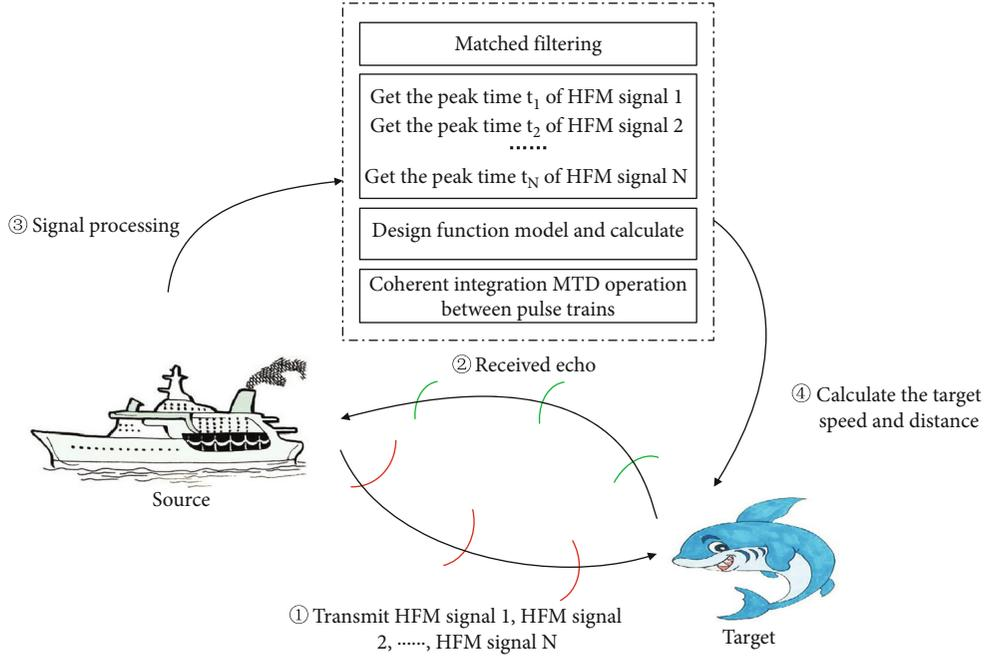 Matched filtering
Get the peak time t₁ of HFM signal 1
Get the peak time t₂ of HFM signal 2
······
Get the peak time t_N of HFM signal N
Design function model and calculate
Coherent integration MTD operation
between pulse trains
③ Signal processing
② Received echo
④ Calculate the target
speed and distance
Source
① Transmit HFM signal 1, HFM signal
2, ······, HFM signal N
Target